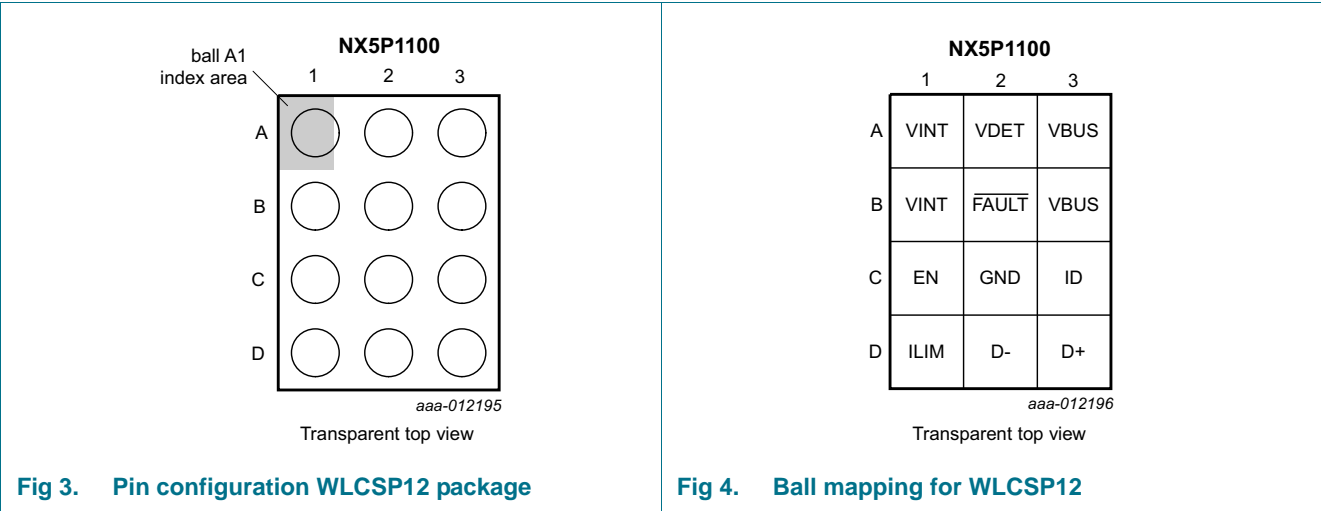 NX5P1100
ball A1
index area
1 2 3
A
B
C
D
aaa-012195
Transparent top view
Fig 3. Pin configuration WLCSP12 package
NX5P1100
1 2 3
A VINT VDET VBUS
B VINT FAULT VBUS
C EN GND ID
D ILIM D- D+
aaa-012196
Transparent top view
Fig 4. Ball mapping for WLCSP12